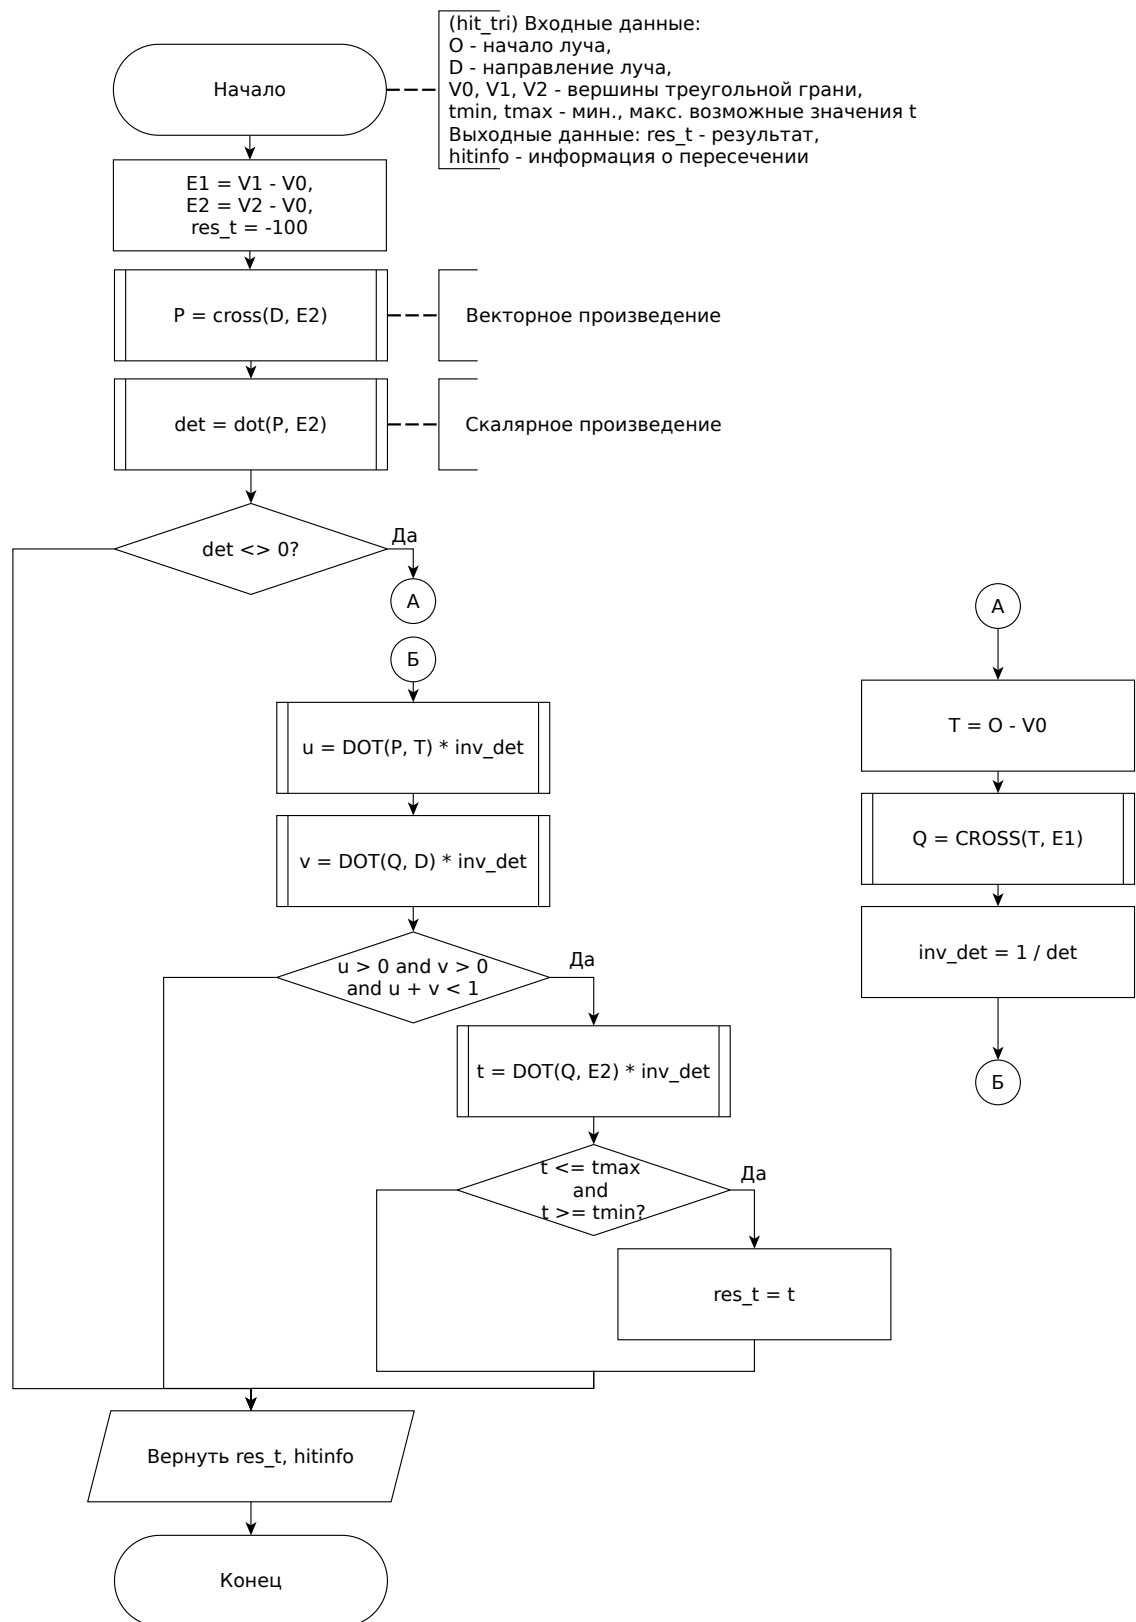 (hit_tri) Входные данные:
O - начало луча,
D - направление луча,
V0, V1, V2 - вершины треугольной грани,
tmin, tmax - мин., макс. возможные значения t
Выходные данные: res_t - результат,
hitinfo - информация о пересечении
Начало
E1 = V1 - V0,
E2 = V2 - V0,
res_t = -100
P = cross(D, E2)
Векторное произведение
det = dot(P, E2)
Скалярное произведение
det <> 0?
Да
А
Б
u = DOT(P, T) * inv_det
v = DOT(Q, D) * inv_det
u > 0 and v > 0
and u + v < 1
Да
t = DOT(Q, E2) * inv_det
t <= tmax
and
t >= tmin?
Да
res_t = t
А
T = O - V0
Q = CROSS(T, E1)
inv_det = 1 / det
Б
Вернуть res_t, hitinfo
Конец